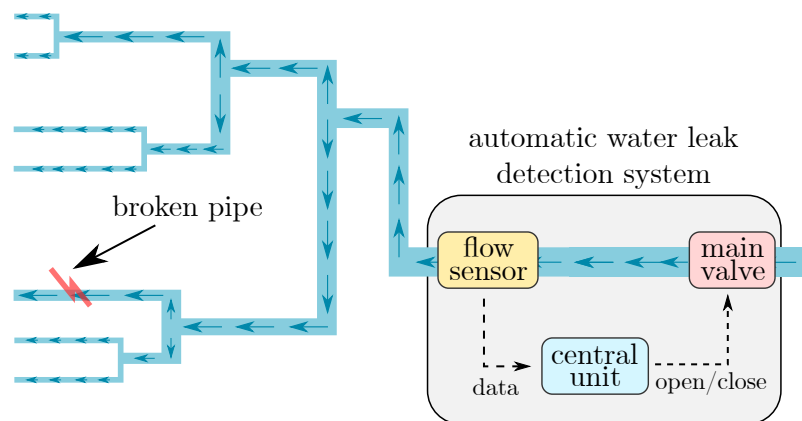 automatic water leak
detection system
broken pipe
flow
sensor
main
valve
central
unit
data
open/close